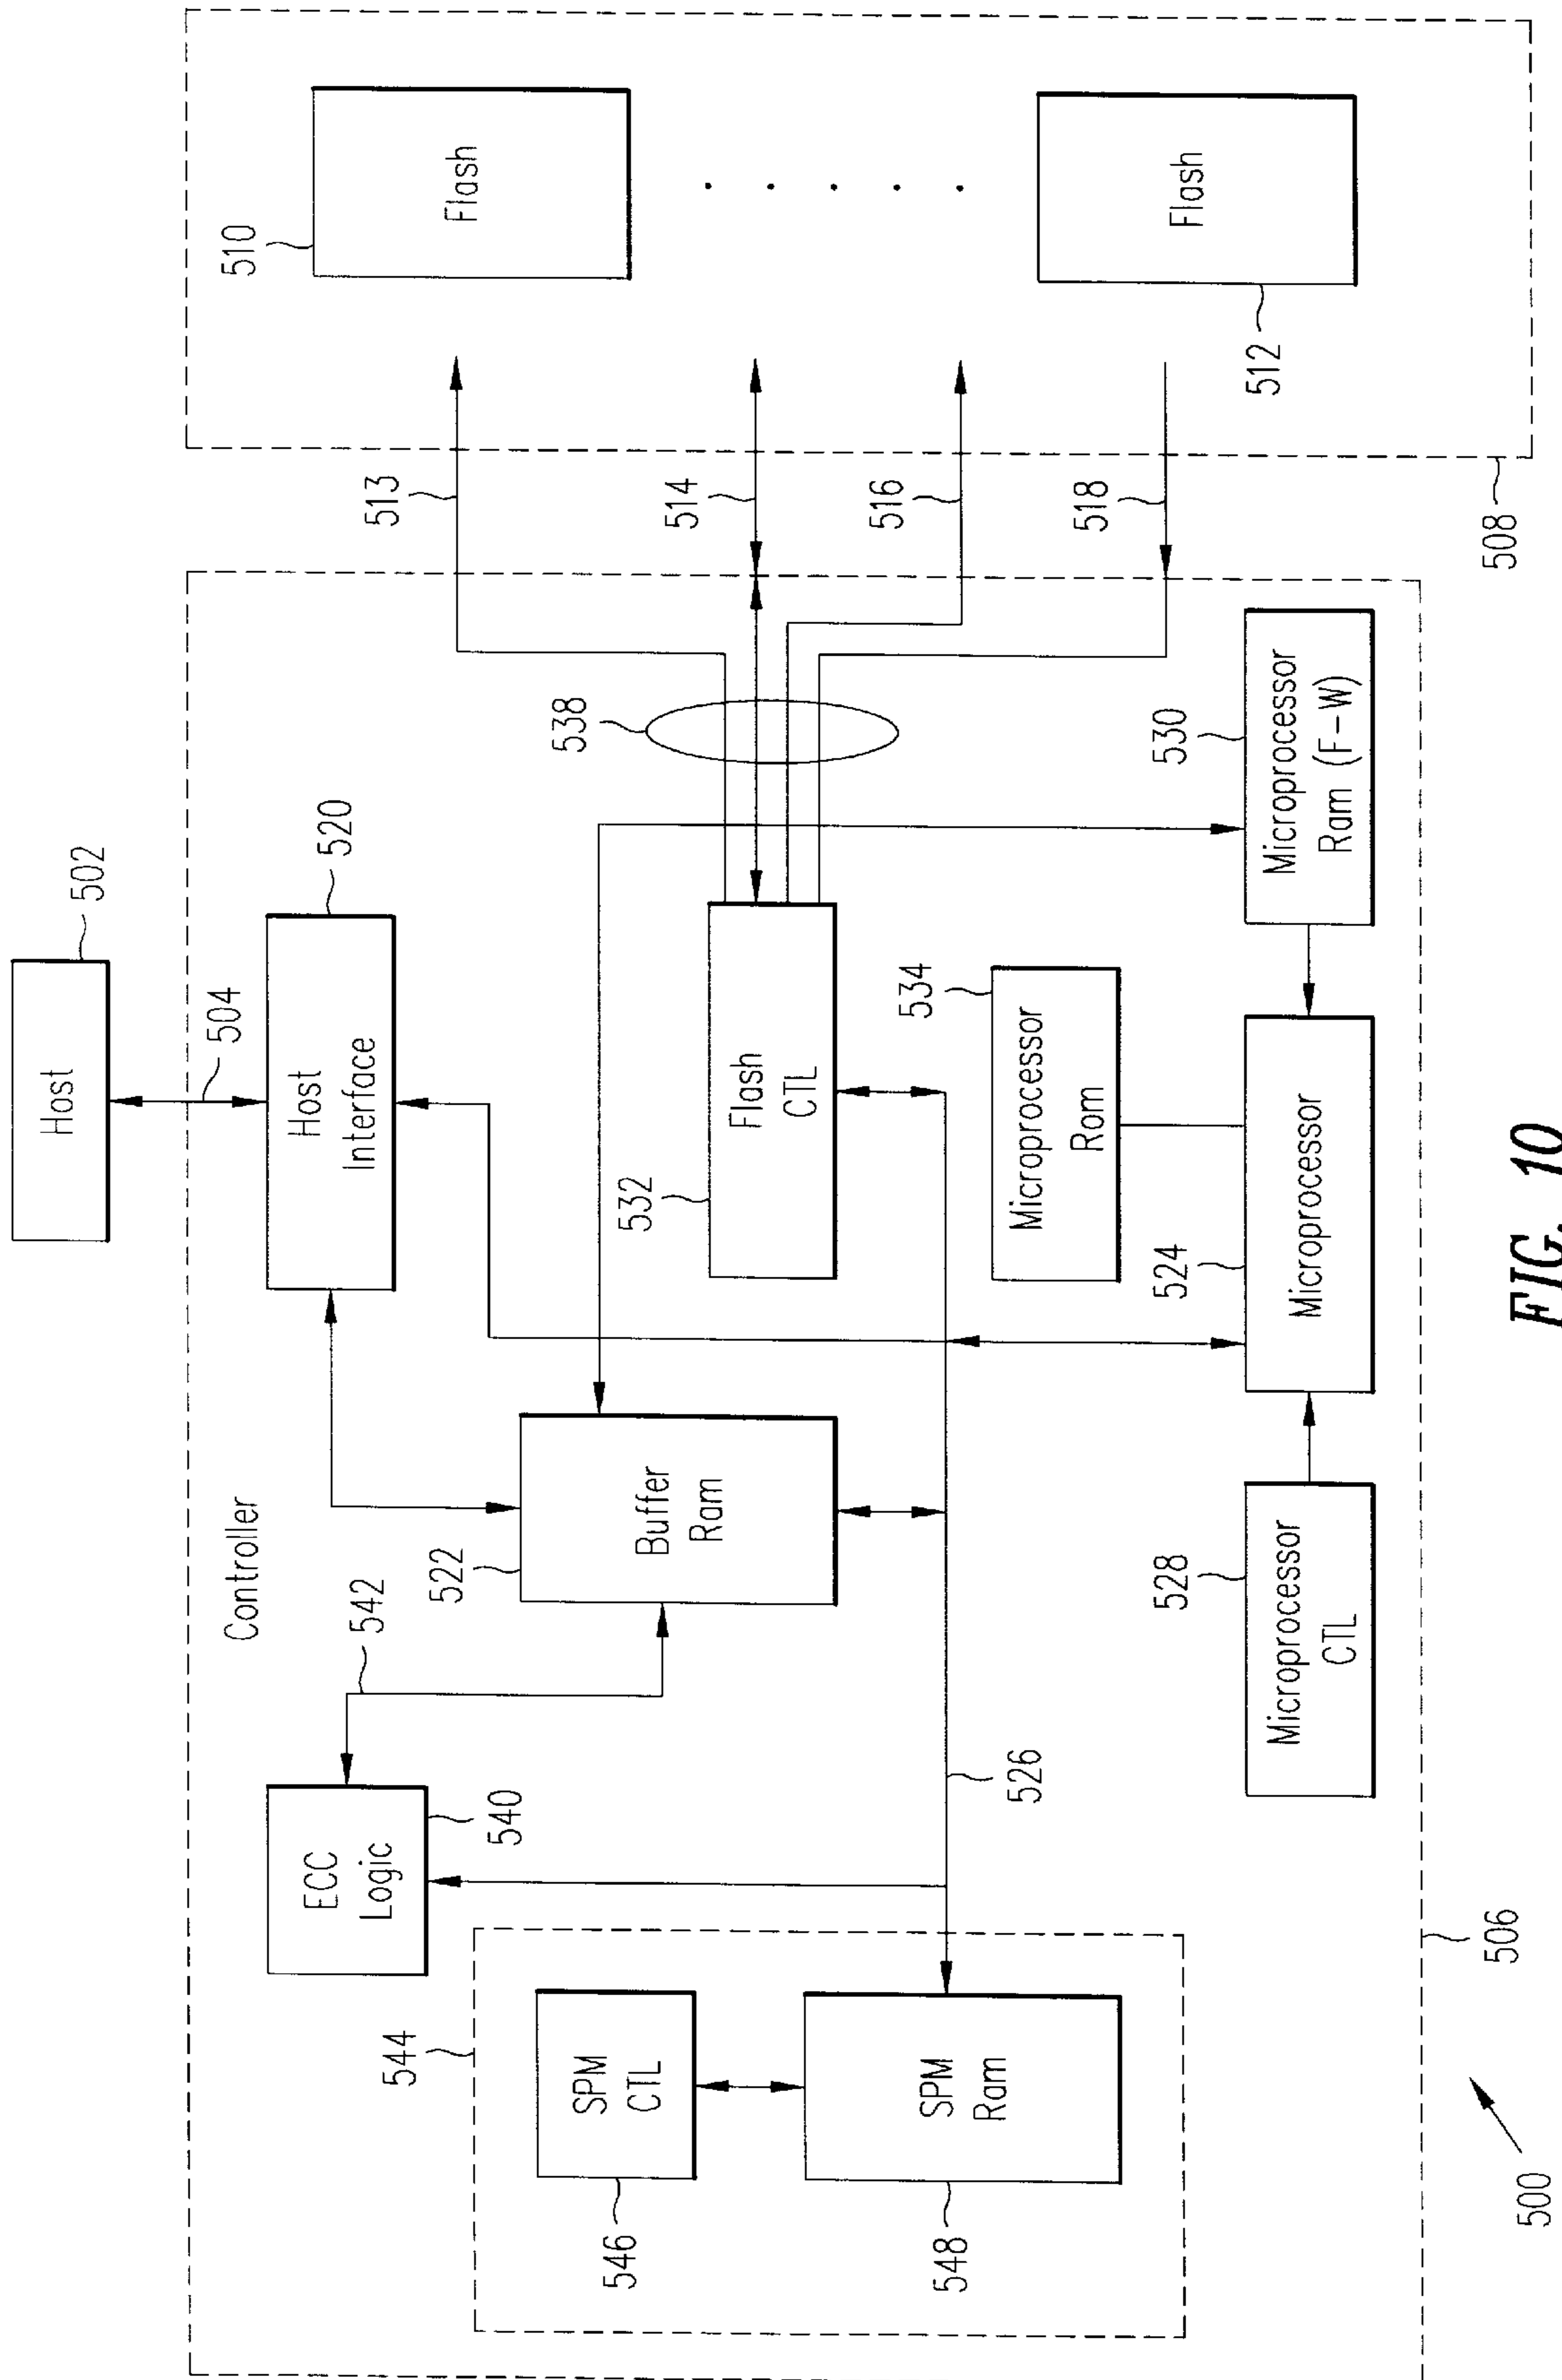 502
Host
504
Controller
520
Host
Interface
542
ECC
Logic
540
522
Buffer
Ram
544
SPM
CTL
546
SPM
Ram
548
526
532
Flash
CTL
538
513
514
516
518
510
Flash
Flash
512
508
534
Microprocessor
Rom
530
Microprocessor
Ram (F-W)
524
Microprocessor
528
Microprocessor
CTL
506
500
FIG. 10